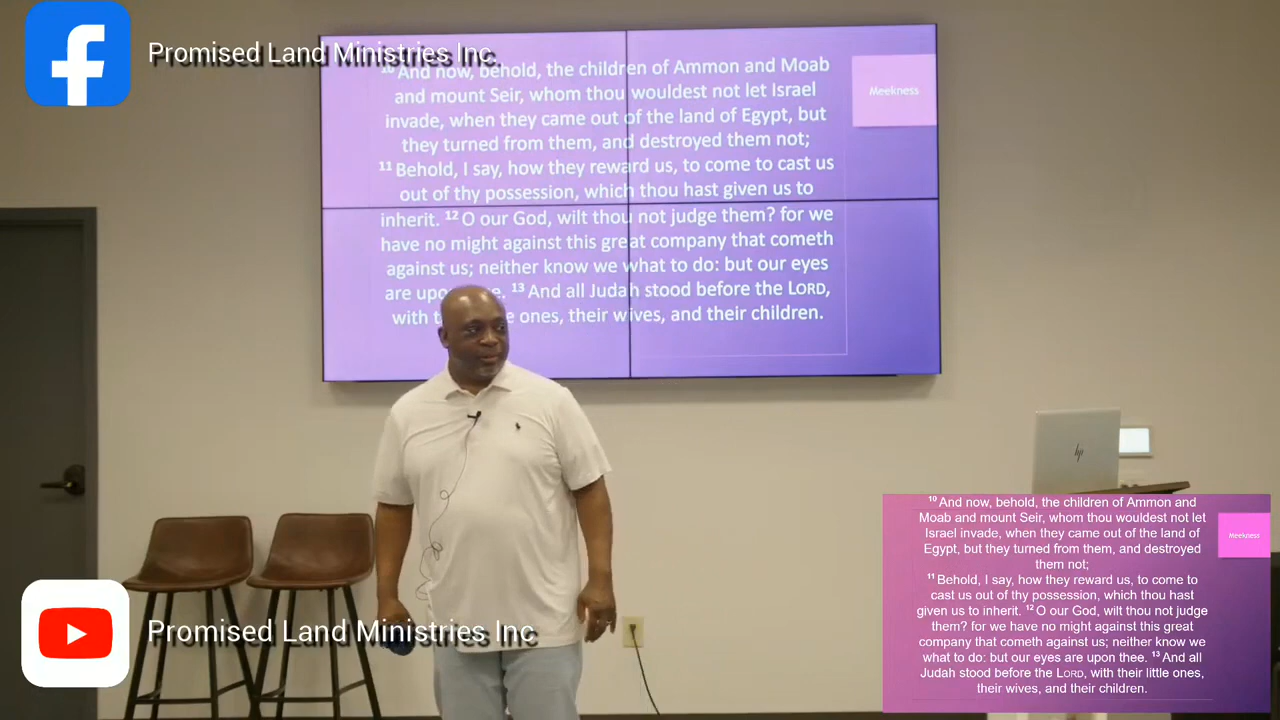 Promised Land Ministries Inc.
10 And now, behold, the children of Ammon and Moab
and mount Seir, whom thou wouldest not let Israel
invade, when they came out of the land of Egypt, but
they turned from them, and destroyed them not;
11 Behold, I say, how they reward us, to come to cast us
out of thy possession, which thou hast given us to
inherit. 12 O our God, wilt thou not judge them? for we
have no might against this great company that cometh
against us; neither know we what to do: but our eyes
are upo e. 13 And all Judah stood before the LORD,
with t e ones, their wives, and their children.
Meekness
hp
10 And now, behold, the children of Ammon and
Moab and mount Seir, whom thou wouldest not let
Israel invade, when they came out of the land of
Egypt, but they turned from them, and destroyed
them not;
11 Behold, I say, how they reward us, to come to
cast us out of thy possession, which thou hast
given us to inherit. 12 O our God, wilt thou not judge
them? for we have no might against this great
company that cometh against us; neither know we
what to do: but our eyes are upon thee. 13 And all
Judah stood before the LORD, with their little ones,
their wives, and their children.
Meekness
Promised Land Ministries Inc